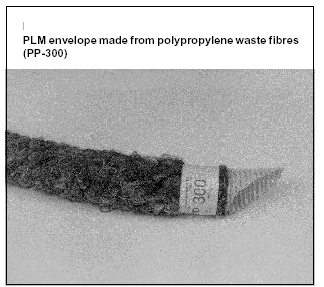 PLM envelope made from polypropylene waste fibres
(PP-300)
300